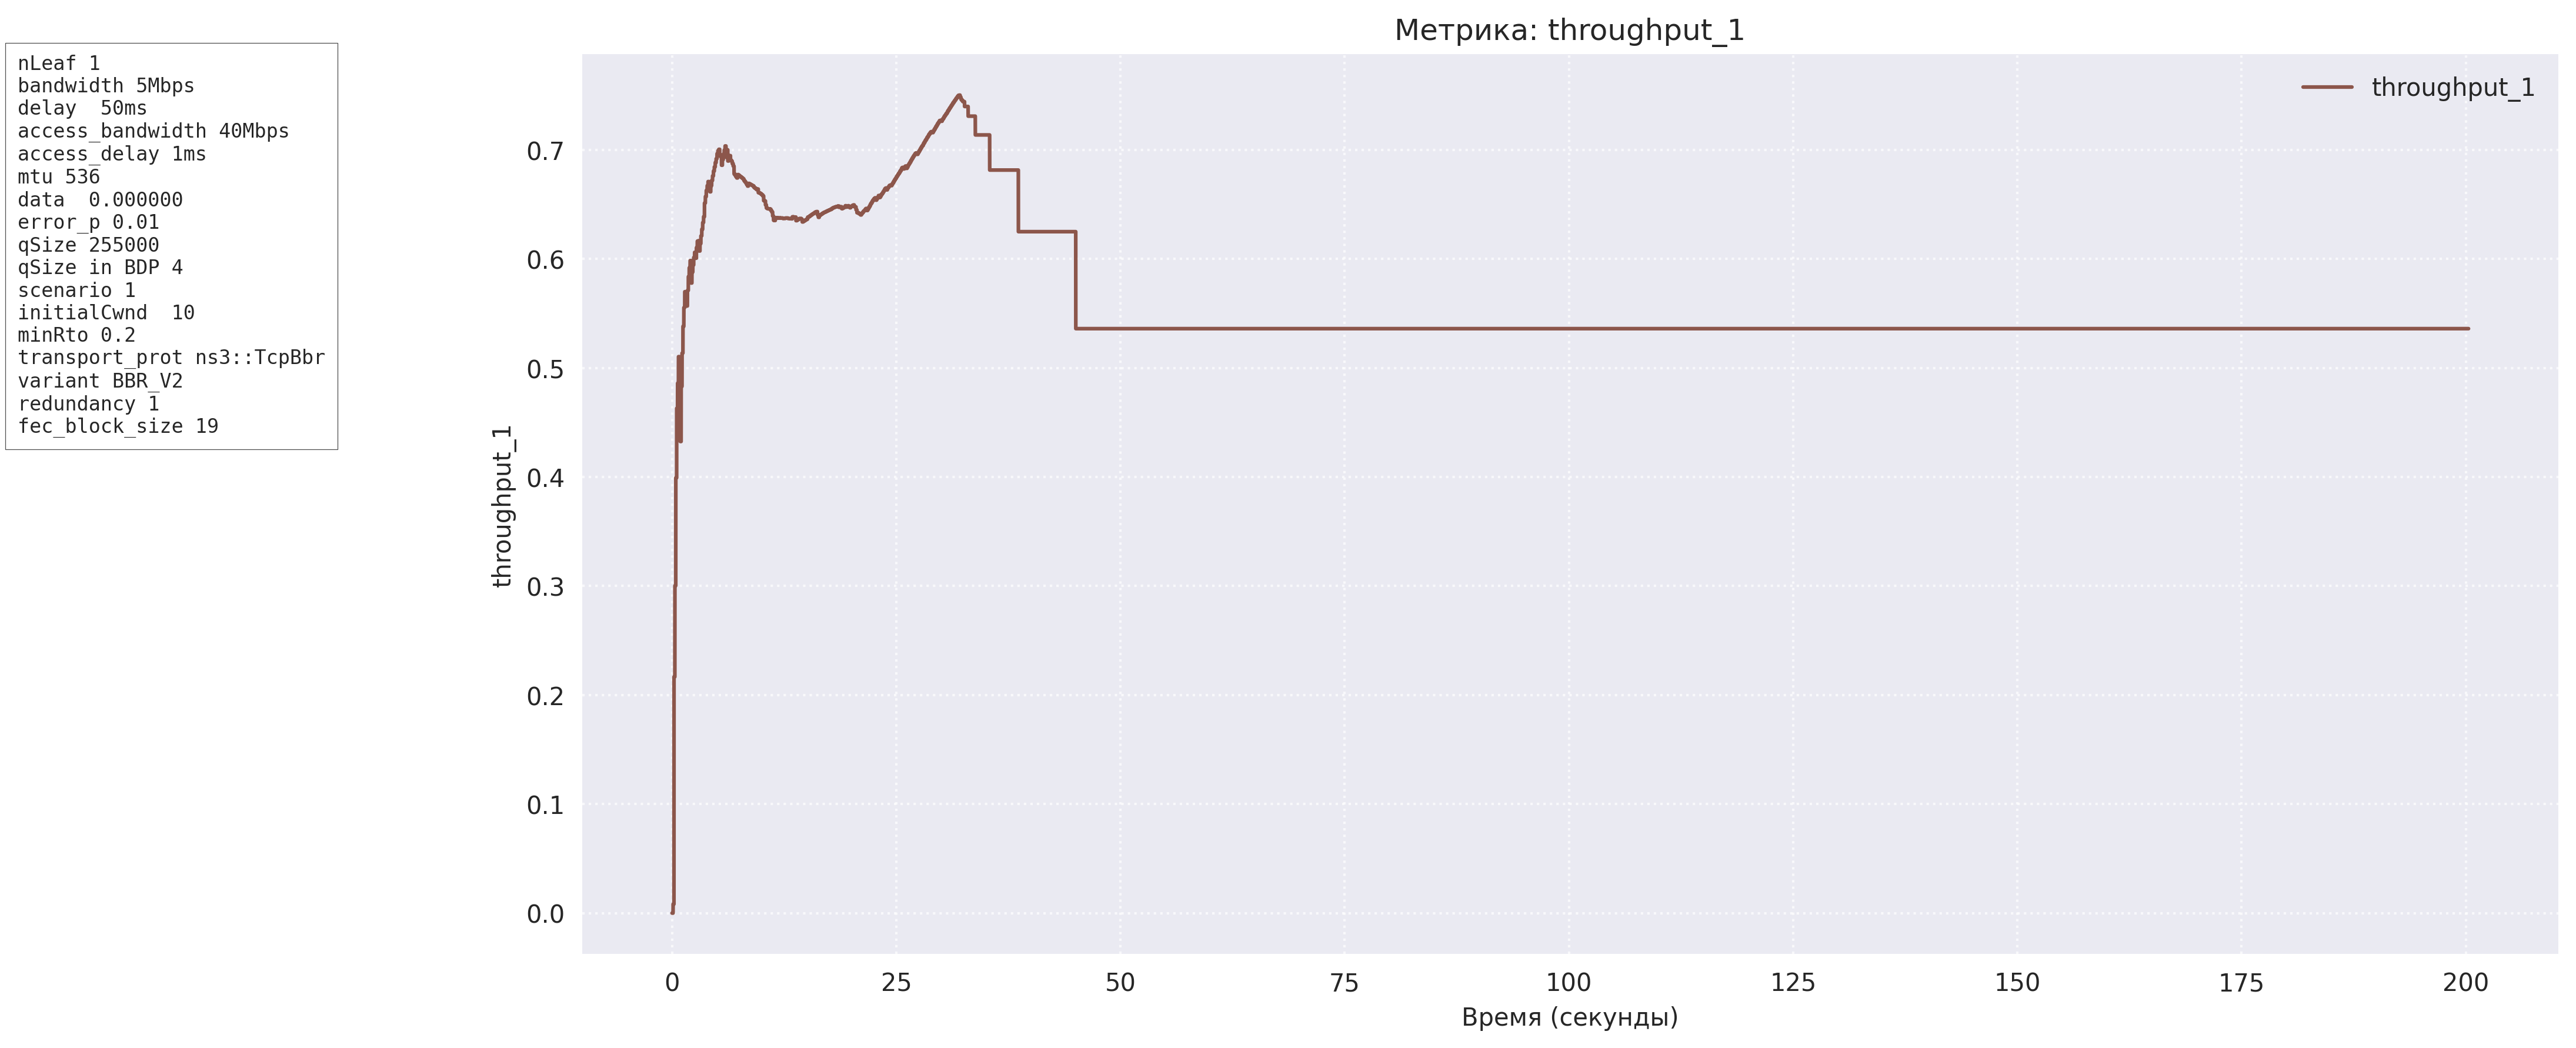 Метрика: throughput_1
nLeaf 1
bandwidth 5Mbps
delay  50ms
access_bandwidth 40Mbps
access_delay 1ms
mtu 536
data  0.000000
error_p 0.01
qSize 255000
qSize in BDP 4
scenario 1
initialCwnd  10
minRto 0.2
transport_prot ns3::TcpBbr
variant BBR_V2
redundancy 1
fec_block_size 19
throughput_1
throughput_1
0.7
0.6
0.5
0.4
0.3
0.2
0.1
0.0
0 25 50 75 100 125 150 175 200
Время (секунды)